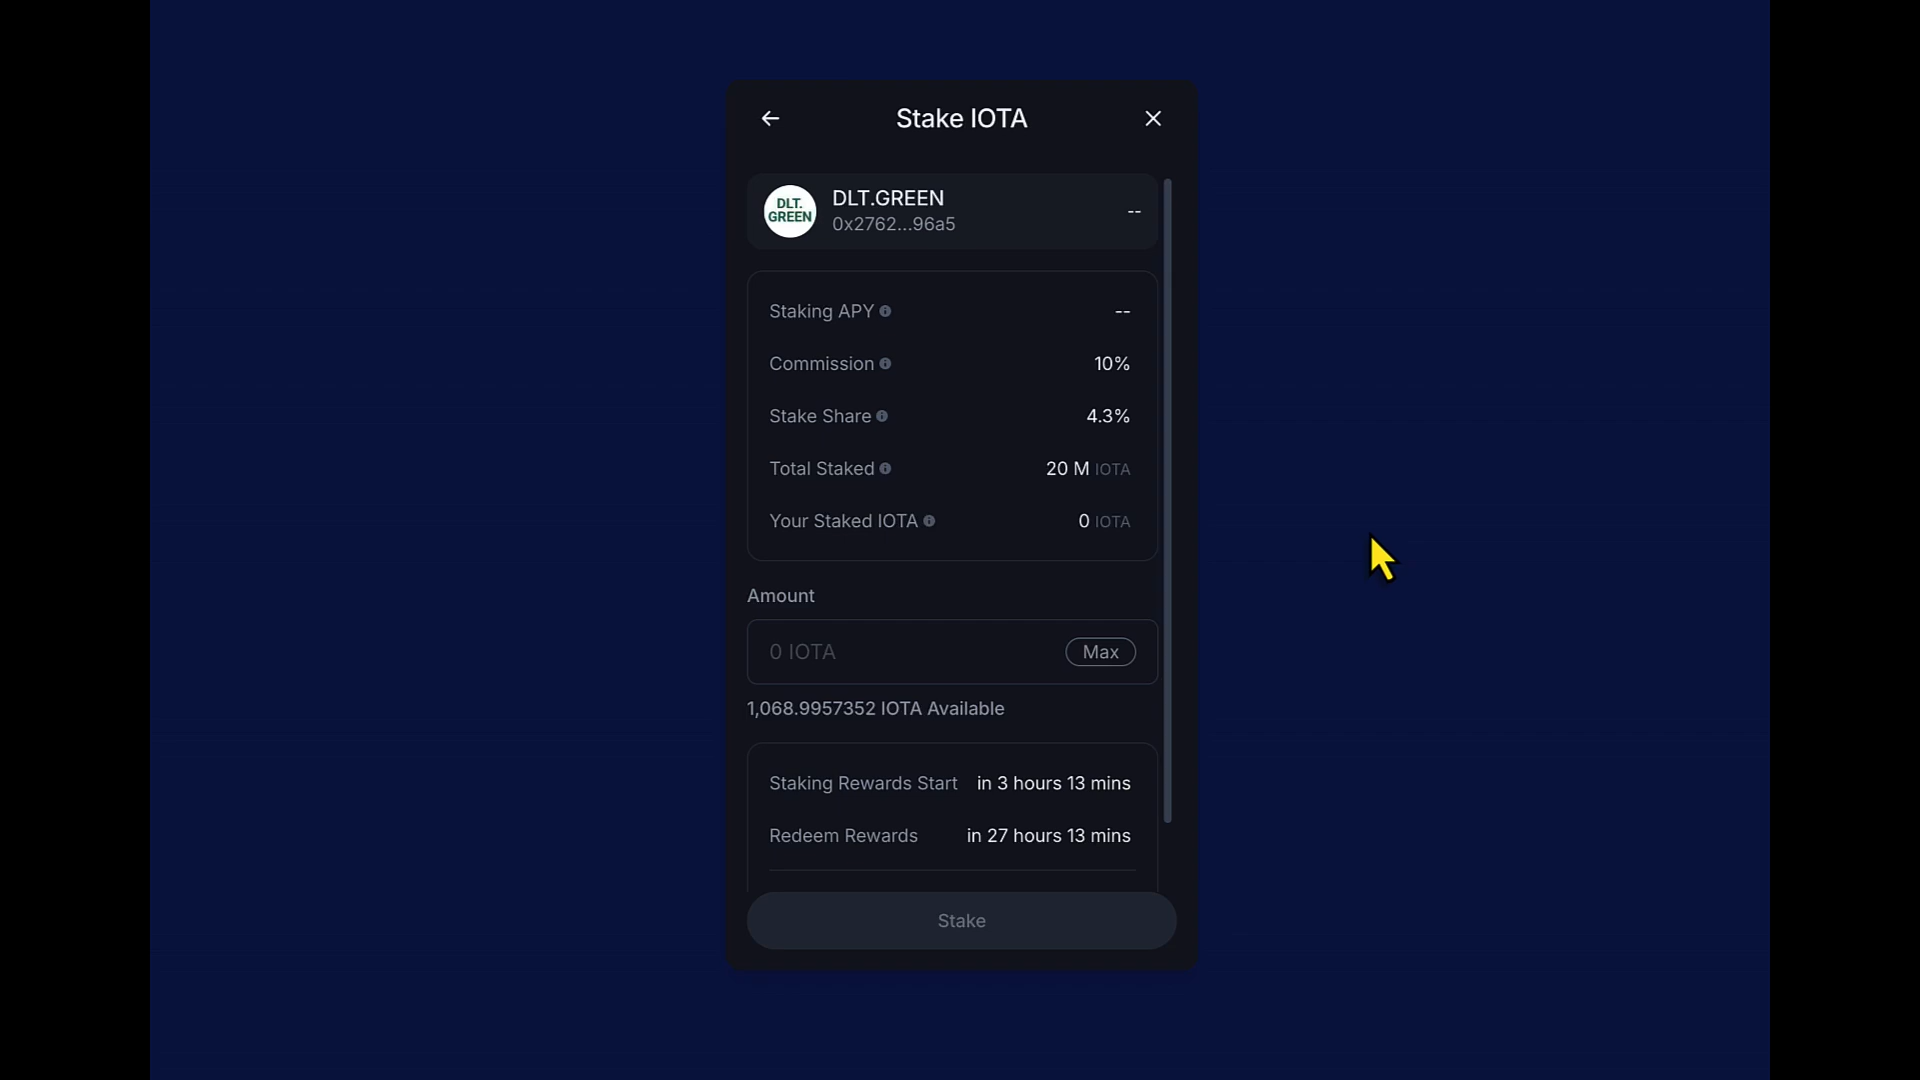 Stake IOTA
DLT.
GREEN
DLT.GREEN
0x2762...96a5
--
Staking APY --
Commission 10%
Stake Share 4.3%
Total Staked 20 M IOTA
Your Staked IOTA 0 IOTA
Amount
0 IOTA Max
1,068.9957352 IOTA Available
Staking Rewards Start in 3 hours 13 mins
Redeem Rewards in 27 hours 13 mins
Stake